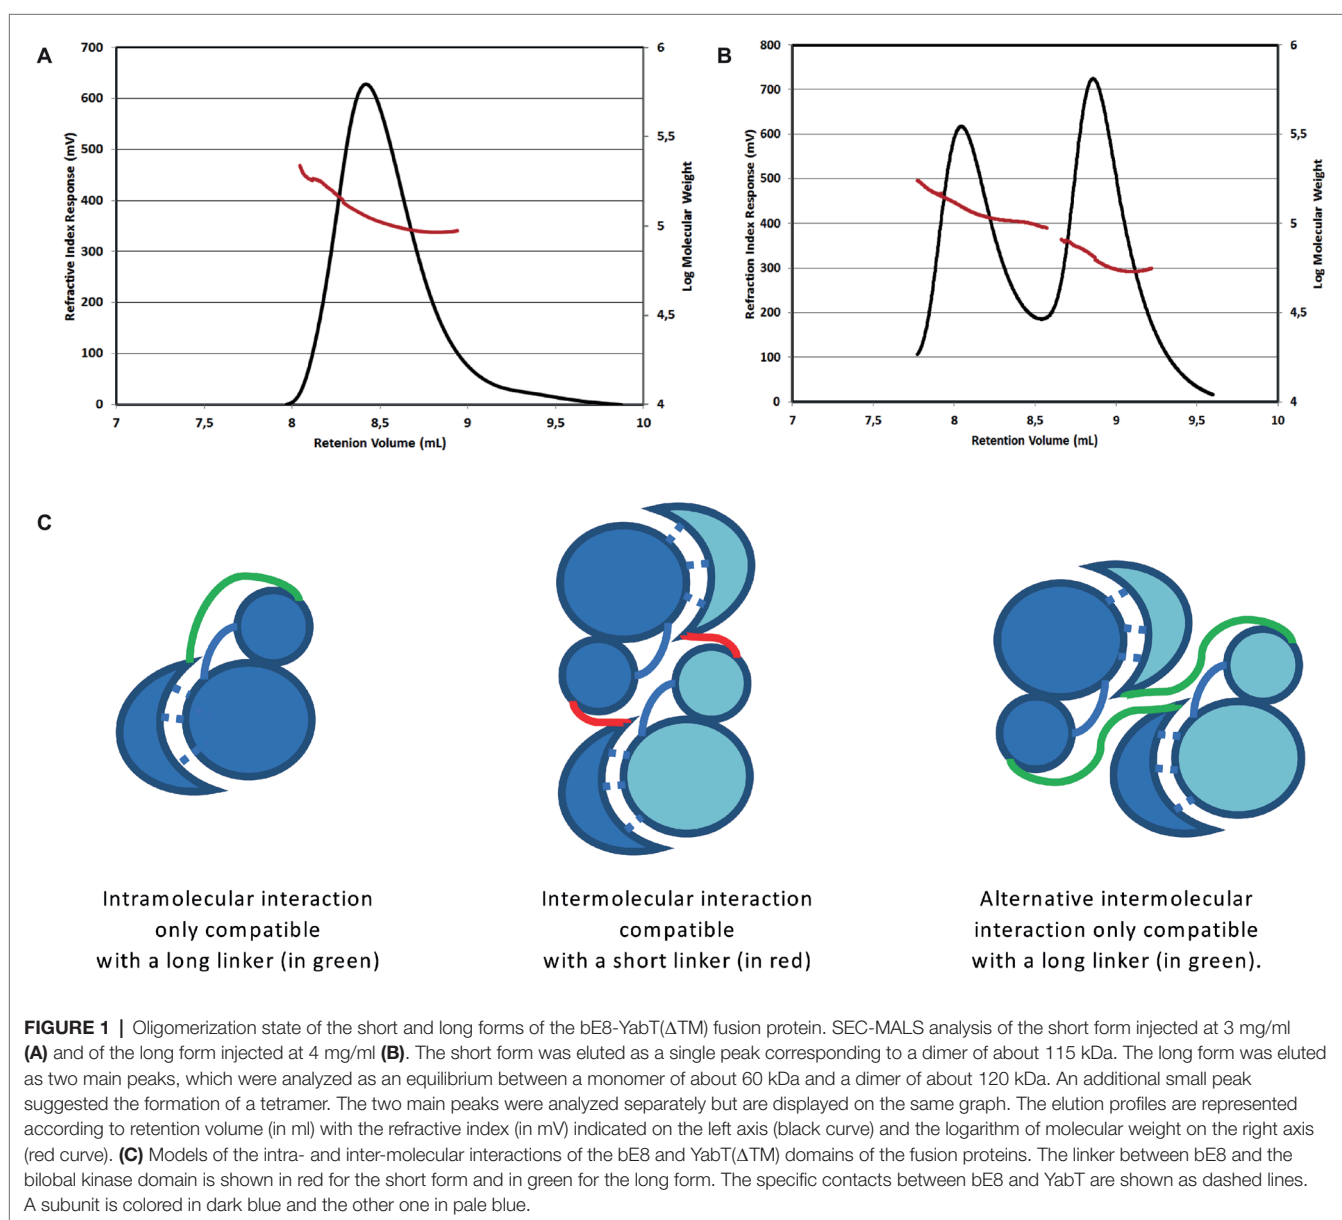 A
700
600
500
400
300
200
100
0
Refractive Index Response (mV)
7
7,5
8
8,5
9
9,5
10
Retenion Volume (mL)
6
5,5
5
4,5
4
Log Molecular Weight
B
800
700
600
500
400
300
200
100
0
Refraction Index Response (mV)
7
7,5
8
8,5
9
9,5
10
Retention Volume (mL)
6
5,5
5
4,5
4
Log Molecular Weight
C
Intramolecular interaction
only compatible
with a long linker (in green)
Intermolecular interaction
compatible
with a short linker (in red)
Alternative intermolecular
interaction only compatible
with a long linker (in green).
FIGURE 1 | Oligomerization state of the short and long forms of the bE8-YabT(ΔTM) fusion protein. SEC-MALS analysis of the short form injected at 3 mg/ml
(A) and of the long form injected at 4 mg/ml (B). The short form was eluted as a single peak corresponding to a dimer of about 115 kDa. The long form was eluted
as two main peaks, which were analyzed as an equilibrium between a monomer of about 60 kDa and a dimer of about 120 kDa. An additional small peak
suggested the formation of a tetramer. The two main peaks were analyzed separately but are displayed on the same graph. The elution profiles are represented
according to retention volume (in ml) with the refractive index (in mV) indicated on the left axis (black curve) and the logarithm of molecular weight on the right axis
(red curve). (C) Models of the intra- and inter-molecular interactions of the bE8 and YabT(ΔTM) domains of the fusion proteins. The linker between bE8 and the
bilobal kinase domain is shown in red for the short form and in green for the long form. The specific contacts between bE8 and YabT are shown as dashed lines.
A subunit is colored in dark blue and the other one in pale blue.